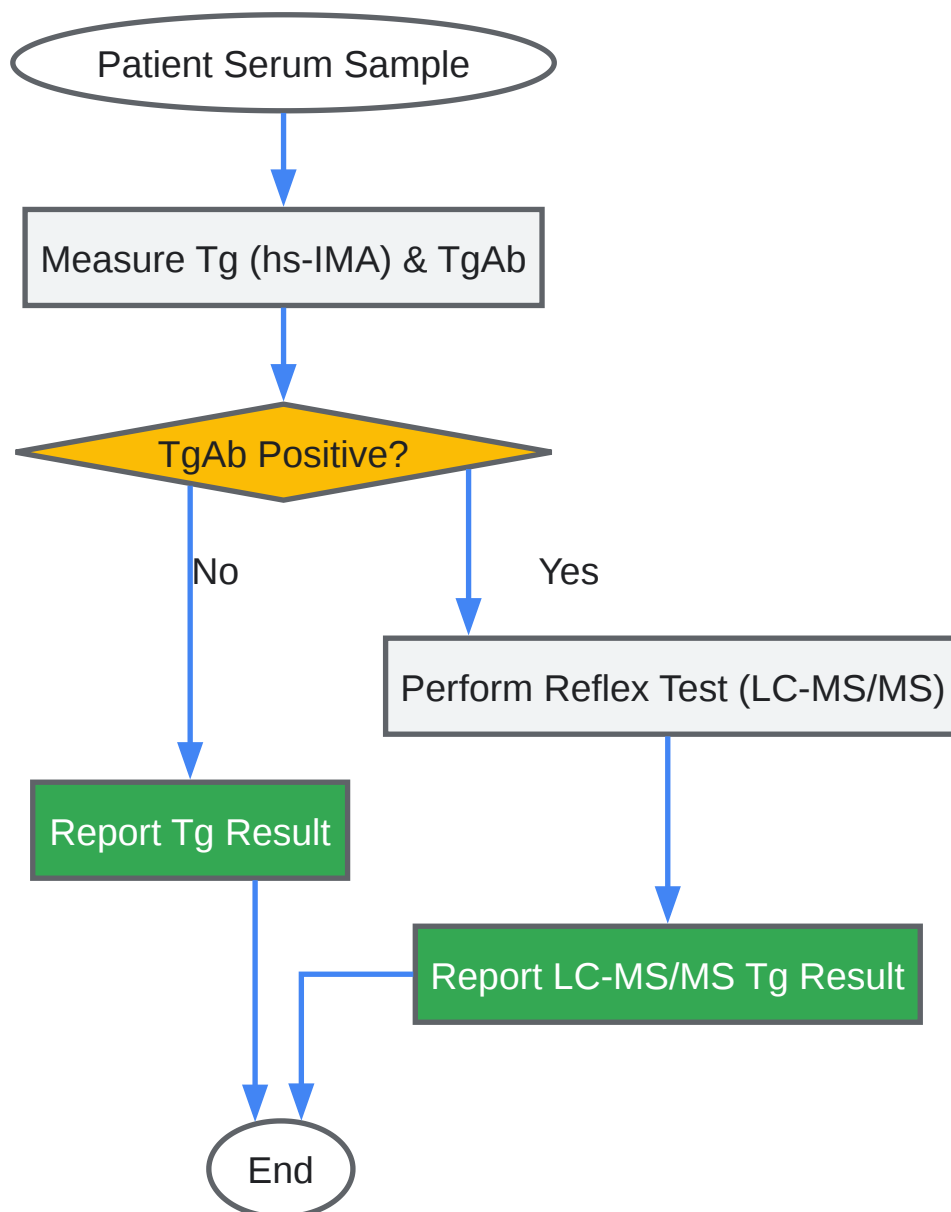 Patient Serum Sample
Measure Tg (hs-IMA) & TgAb
TgAb Positive?
No
Yes
Perform Reflex Test (LC-MS/MS)
Report Tg Result
Report LC-MS/MS Tg Result
End